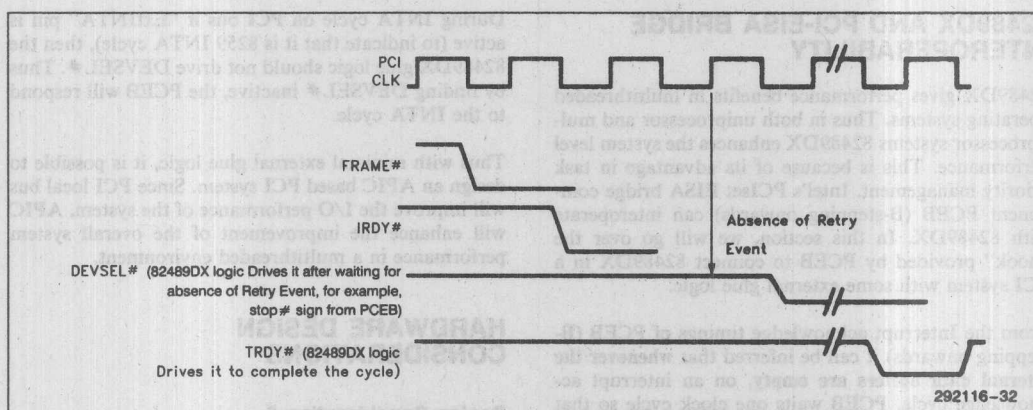 PCI
CLK
FRAME#
IRDY#
Absence of Retry
Event
DEVSEL# (82489DX logic Drives it after waiting for
absence of Retry Event, for example,
stop# sign from PCEB)
TRDY# (82489DX logic
Drives it to complete the cycle)
292116-32